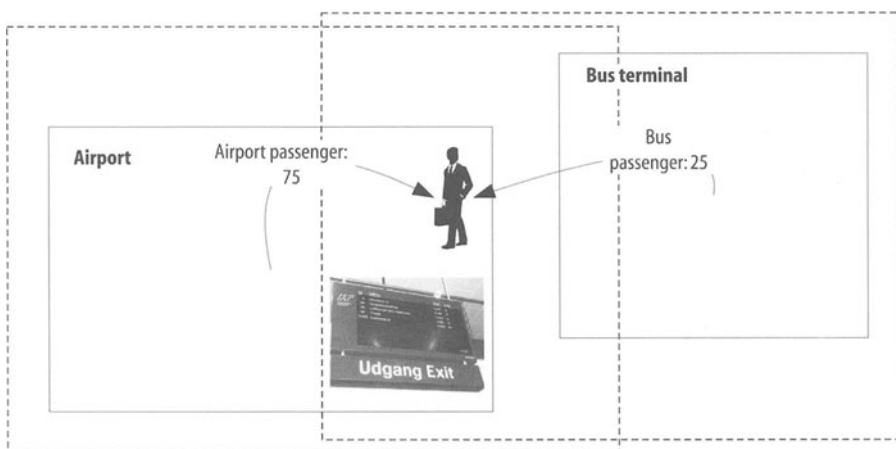 Bus terminal
Airport
Airport passenger:
75
Bus
passenger: 25
Udgang Exit